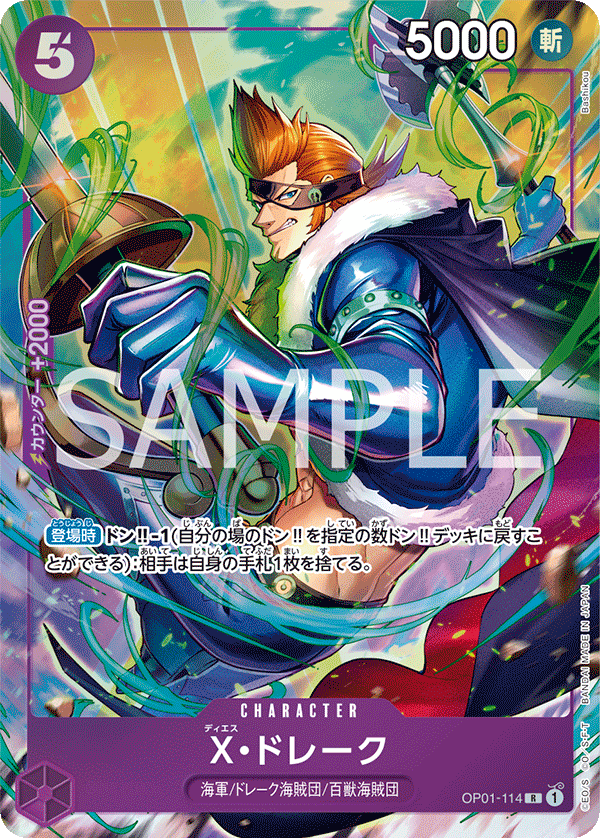 5
5000
斬
Bashikou
カウンター +2000
SAMPLE
登場時 ドン!!-1(自分の場のドン!!を指定の数ドン!!デッキに戻すこ
とができる):相手は自身の手札1枚を捨てる。
CHARACTER
ディエス
X・ドレーク
海軍/ドレーク海賊団/百獣海賊団
OP01-114 R 1
BANDAI MADE IN JAPAN